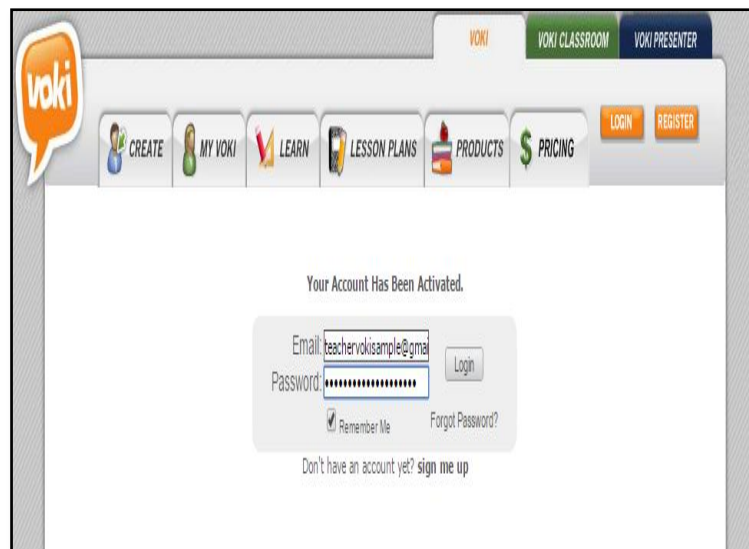 VOKI VOKI CLASSROOM VOKI PRESENTER
voki
CREATE MY VOKI LEARN LESSON PLANS PRODUCTS PRICING LOGIN REGISTER
Your Account Has Been Activated.
Email: teachervokisample@gmai Login
Password: ••••••••••••••••••••
Remember Me Forgot Password?
Don't have an account yet? sign me up